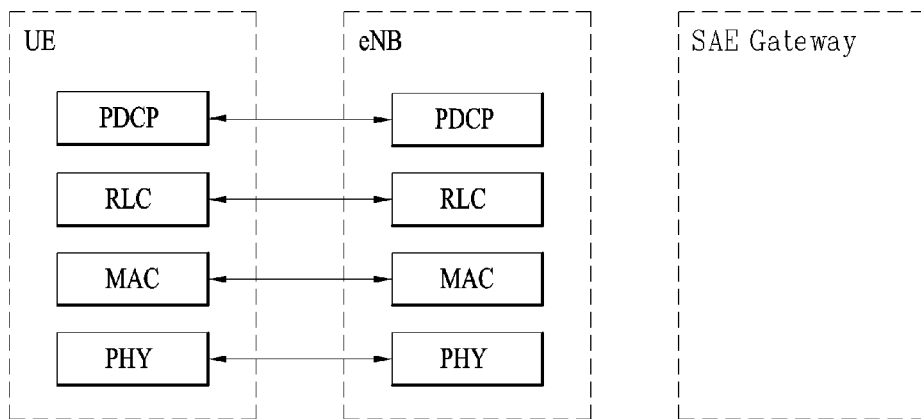 UE
eNB
SAE Gateway
PDCP
PDCP
RLC
RLC
MAC
MAC
PHY
PHY